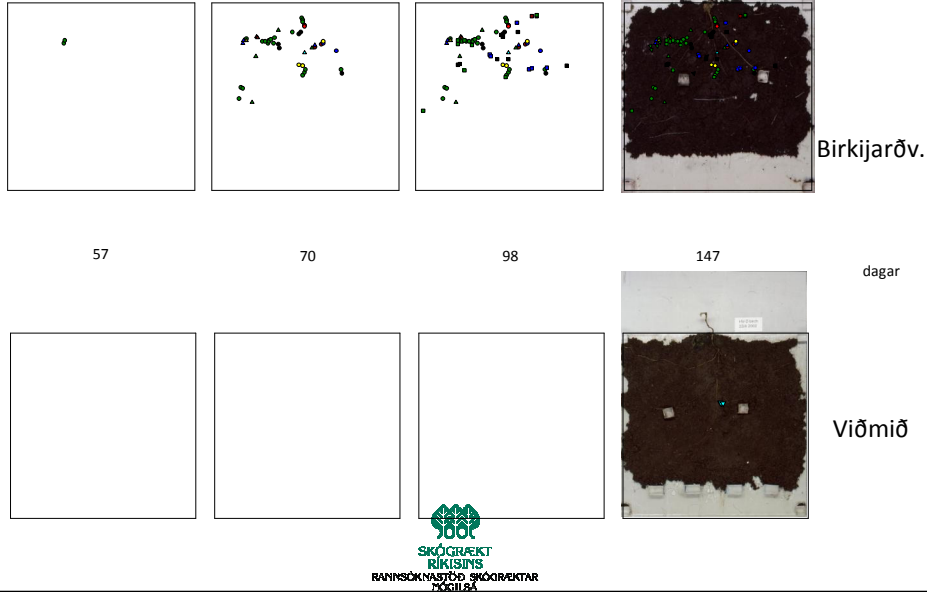 Birkijarðv.
57 70 98 147
dagar
Viðmið
SKÓGRÆKT
RÍKISINS
RANNSÓKNASTÖÐ SKÓGRÆKTAR
MÓGILSÁ